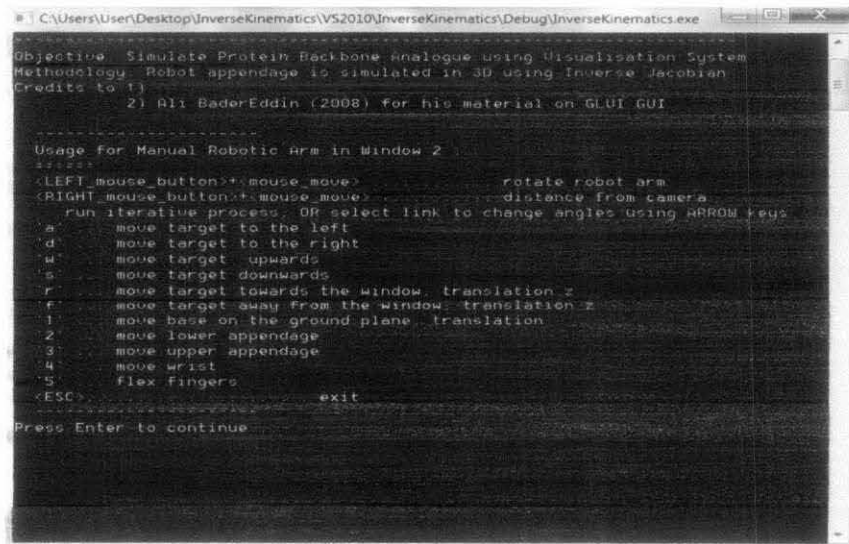 C:\Users\User\Desktop\InverseKinematics\VS2010\InverseKinematics\Debug\InverseKinematics.exe
Objective: Simulate Protein Backbone Analogue using Visualisation System
Methodology: Robot appendage is simulated in 3D using Inverse Jacobian
Credits to 1)
2) Ali BaderEddin (2008) for his material on GLUI GUI
-----------------------
Usage for Manual Robotic Arm in Window 2
======
<LEFT_mouse_button>+<mouse_move> rotate robot arm
<RIGHT_mouse_button>+<mouse_move> distance from camera
run iterative process, OR select link to change angles using ARROW keys
'a' ... move target to the left
'd' ... move target to the right
'w' ... move target upwards
's' ... move target downwards
'r' ... move target towards the window, translation z
'f' ... move target away from the window, translation z
'1' ... move base on the ground plane, translation
'2' ... move lower appendage
'3' ... move upper appendage
'4' ... move wrist
'5' ... flex fingers
<ESC> exit
-----------------------
Press Enter to continue